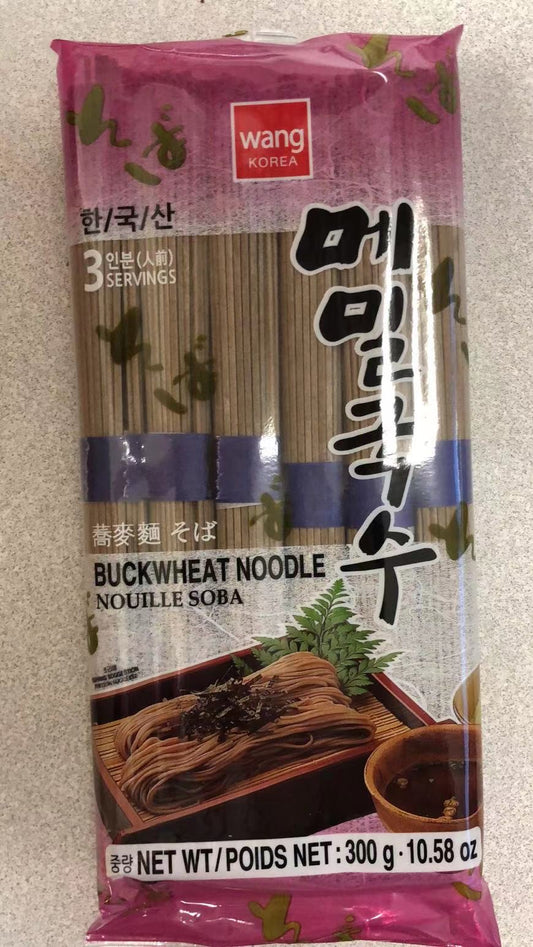 wang
KOREA
한/국/산
3 인분(人前)
SERVINGS
메밀국수
蕎麥麵 そば
BUCKWHEAT NOODLE
NOUILLE SOBA
중량 NET WT/POIDS NET : 300 g · 10.58 oz